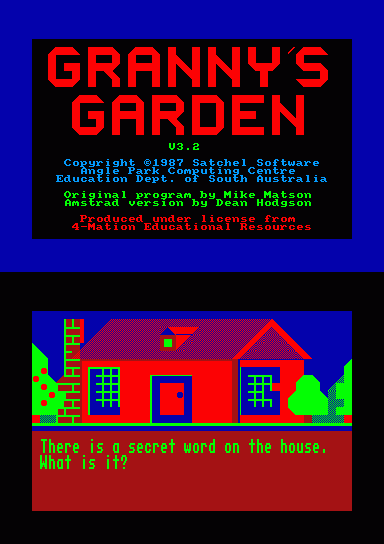 GRANNY'S
GARDEN
V3.2
Copyright ©1987 Satchel Software
Angle Park Computing Centre
Education Dept. of South Australia
Original program by Mike Matson
Amstrad version by Dean Hodgson
Produced under license from
4-Mation Educational Resources
There is a secret word on the house.
What is it?